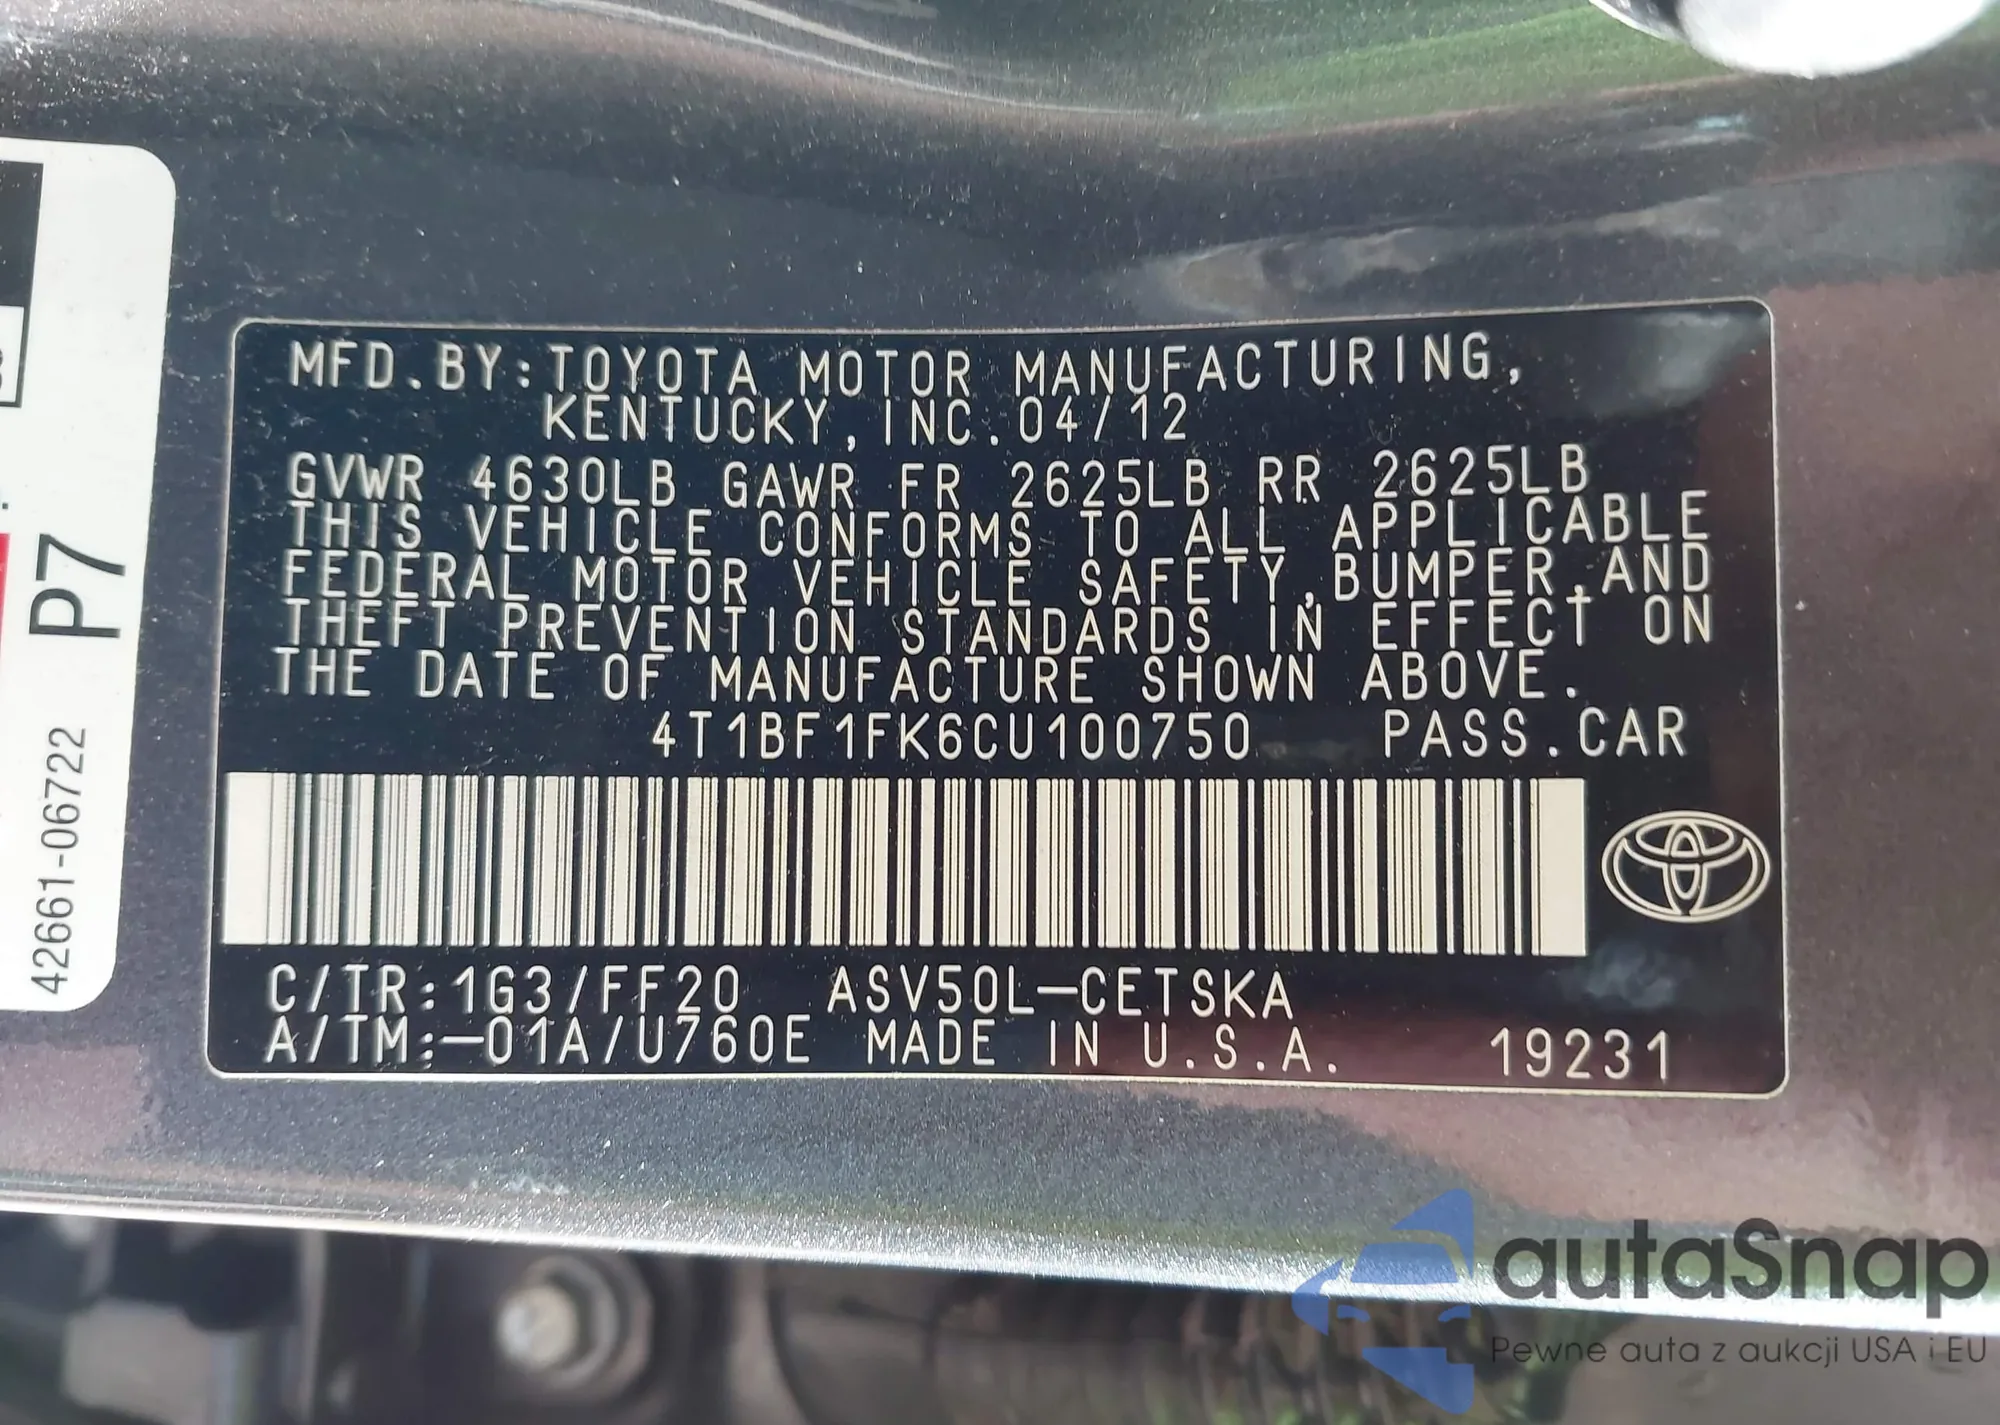 MFD.BY:TOYOTA MOTOR MANUFACTURING,
KENTUCKY,INC.04/12
GVWR 4630LB GAWR FR 2625LB RR 2625LB
THIS VEHICLE CONFORMS TO ALL APPLICABLE
FEDERAL MOTOR VEHICLE SAFETY,BUMPER,AND
THEFT PREVENTION STANDARDS IN EFFECT ON
THE DATE OF MANUFACTURE SHOWN ABOVE.
4T1BF1FK6CU100750 PASS.CAR
C/TR:1G3/FF20 ASV50L-CETSKA
A/TM:-01A/U760E MADE IN U.S.A. 19231
P7
42661-06722
autaSnap
Pewne auta z aukcji USA i EU